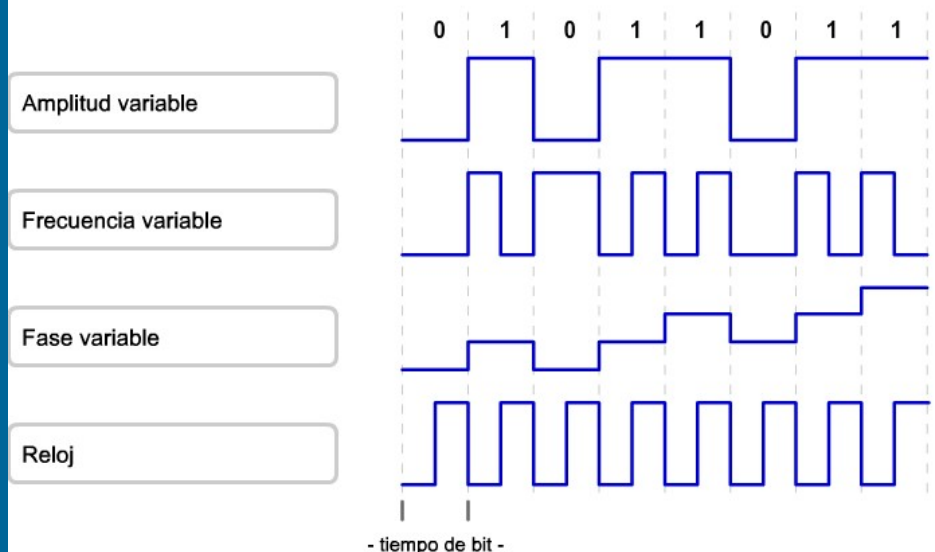 0 1 0 1 1 0 1 1
Amplitud variable
Frecuencia variable
Fase variable
Reloj
- tiempo de bit -